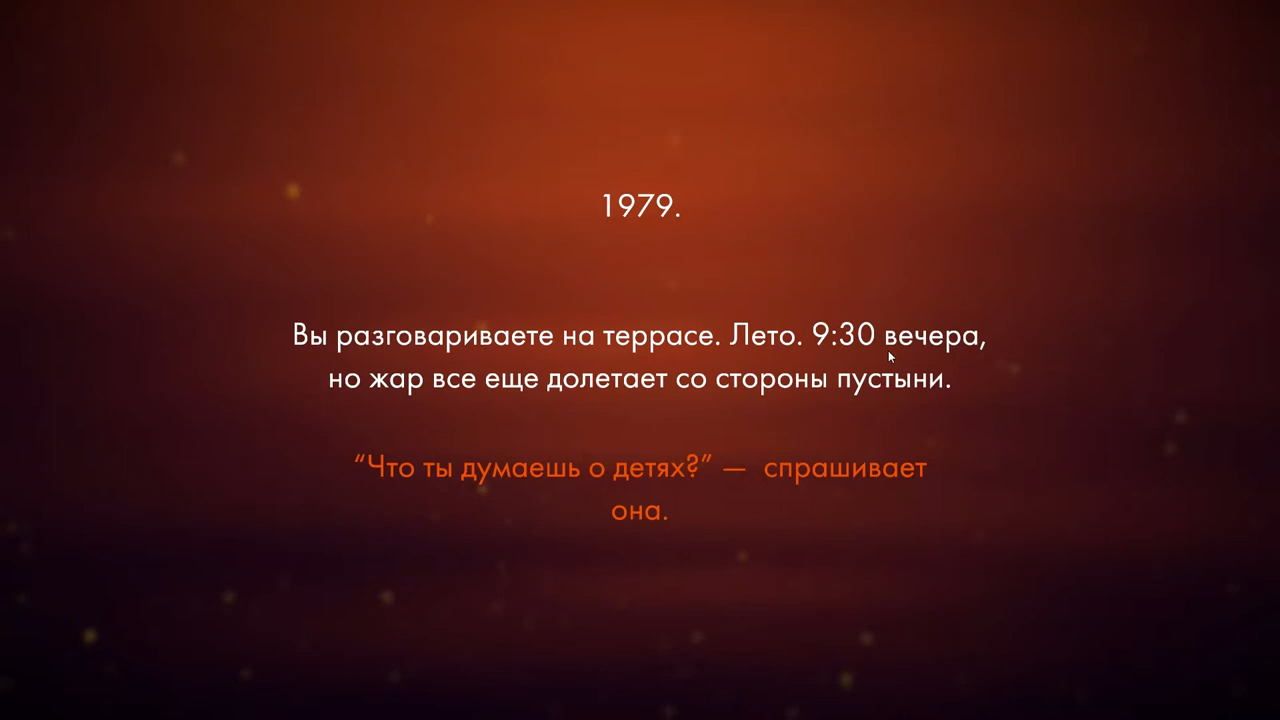 1979.
Вы разговариваете на террасе. Лето. 9:30 вечера,
но жар все еще долетает со стороны пустыни.
“Что ты думаешь о детях?” — спрашивает
она.